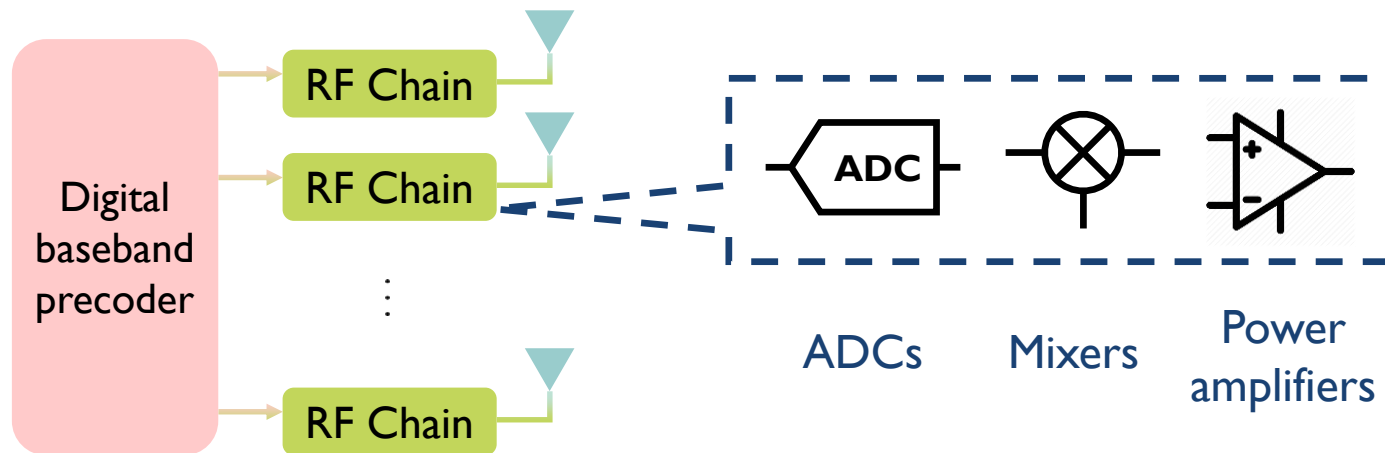 Digital
baseband
precoder
RF Chain
RF Chain
⋮
RF Chain
ADC
+
−
ADCs
Mixers
Power
amplifiers